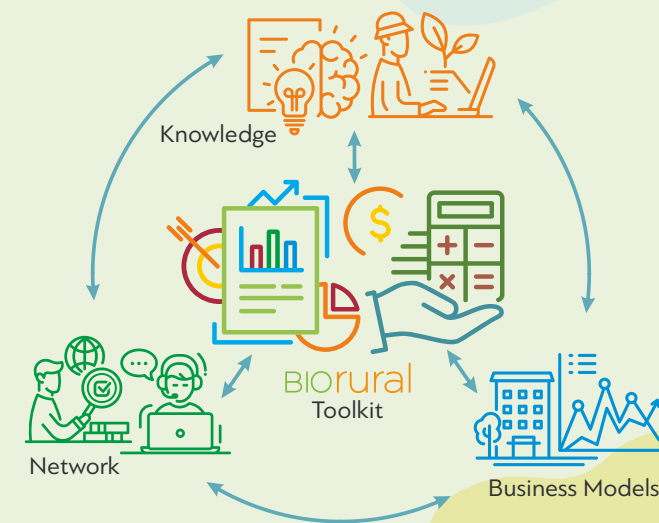 Knowledge
$
BIOrural
Toolkit
Network
Business Models